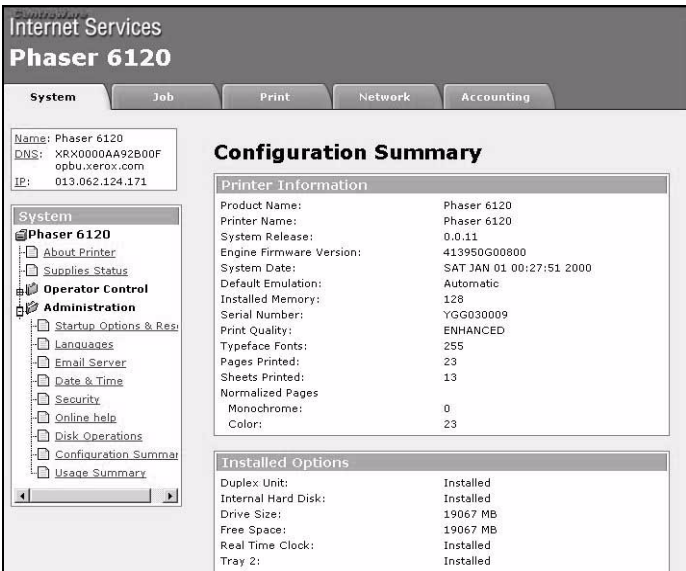 CentreWare
Internet Services
Phaser 6120
System Job Print Network Accounting
Name: Phaser 6120
DNS: XRX0000AA92B00F
opbu.xerox.com
IP: 013.062.124.171
System
Phaser 6120
About Printer
Supplies Status
Operator Control
Administration
Startup Options & Res
Languages
Email Server
Date & Time
Security
Online help
Disk Operations
Configuration Summar
Usage Summary
Configuration Summary
Printer Information
Product Name: Phaser 6120
Printer Name: Phaser 6120
System Release: 0.0.11
Engine Firmware Version: 413950G00800
System Date: SAT JAN 01 00:27:51 2000
Default Emulation: Automatic
Installed Memory: 128
Serial Number: YGG030009
Print Quality: ENHANCED
Typeface Fonts: 255
Pages Printed: 23
Sheets Printed: 13
Normalized Pages
Monochrome: 0
Color: 23
Installed Options
Duplex Unit: Installed
Internal Hard Disk: Installed
Drive Size: 19067 MB
Free Space: 19067 MB
Real Time Clock: Installed
Tray 2: Installed